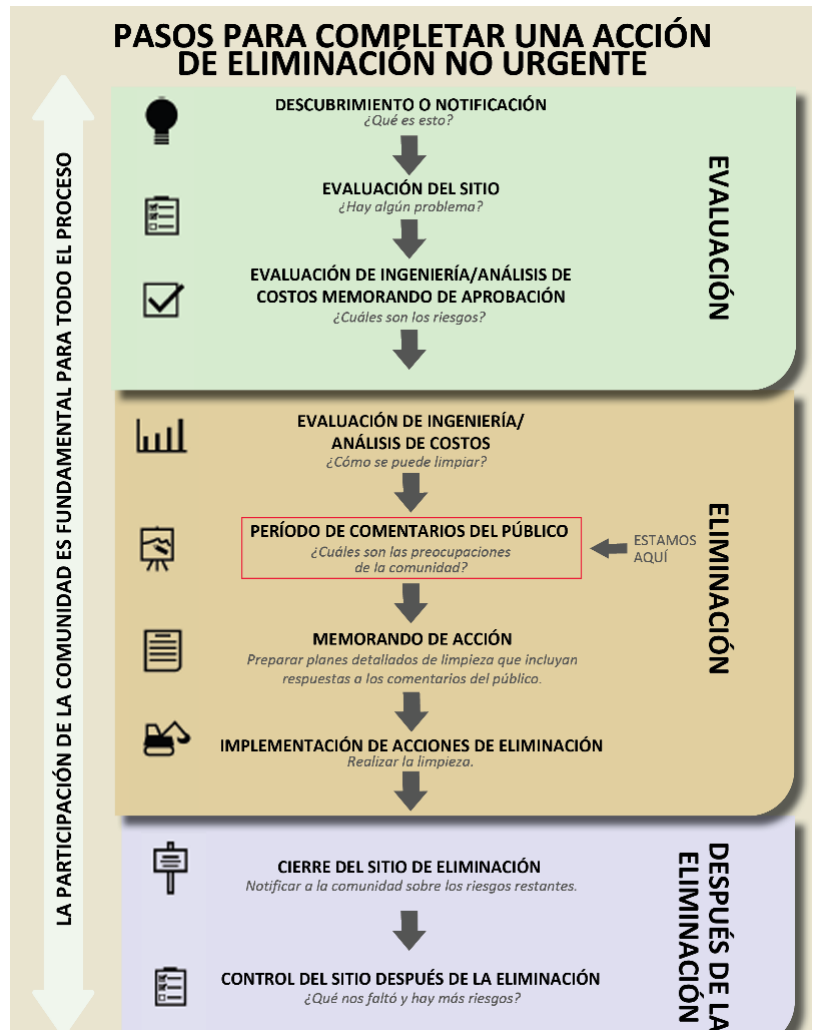 PASOS PARA COMPLETAR UNA ACCIÓN
DE ELIMINACIÓN NO URGENTE
LA PARTICIPACIÓN DE LA COMUNIDAD ES FUNDAMENTAL PARA TODO EL PROCESO
DESCUBRIMIENTO O NOTIFICACIÓN
¿Qué es esto?
EVALUACIÓN DEL SITIO
¿Hay algún problema?
EVALUACIÓN DE INGENIERÍA/ANÁLISIS DE
COSTOS MEMORANDO DE APROBACIÓN
¿Cuáles son los riesgos?
EVALUACIÓN
EVALUACIÓN DE INGENIERÍA/
ANÁLISIS DE COSTOS
¿Cómo se puede limpiar?
PERÍODO DE COMENTARIOS DEL PÚBLICO
¿Cuáles son las preocupaciones
de la comunidad?
ESTAMOS
AQUÍ
MEMORANDO DE ACCIÓN
Preparar planes detallados de limpieza que incluyan
respuestas a los comentarios del público.
IMPLEMENTACIÓN DE ACCIONES DE ELIMINACIÓN
Realizar la limpieza.
ELIMINACIÓN
CIERRE DEL SITIO DE ELIMINACIÓN
Notificar a la comunidad sobre los riesgos restantes.
CONTROL DEL SITIO DESPUÉS DE LA ELIMINACIÓN
¿Qué nos faltó y hay más riesgos?
DESPUÉS DE LA
ELIMINACIÓN